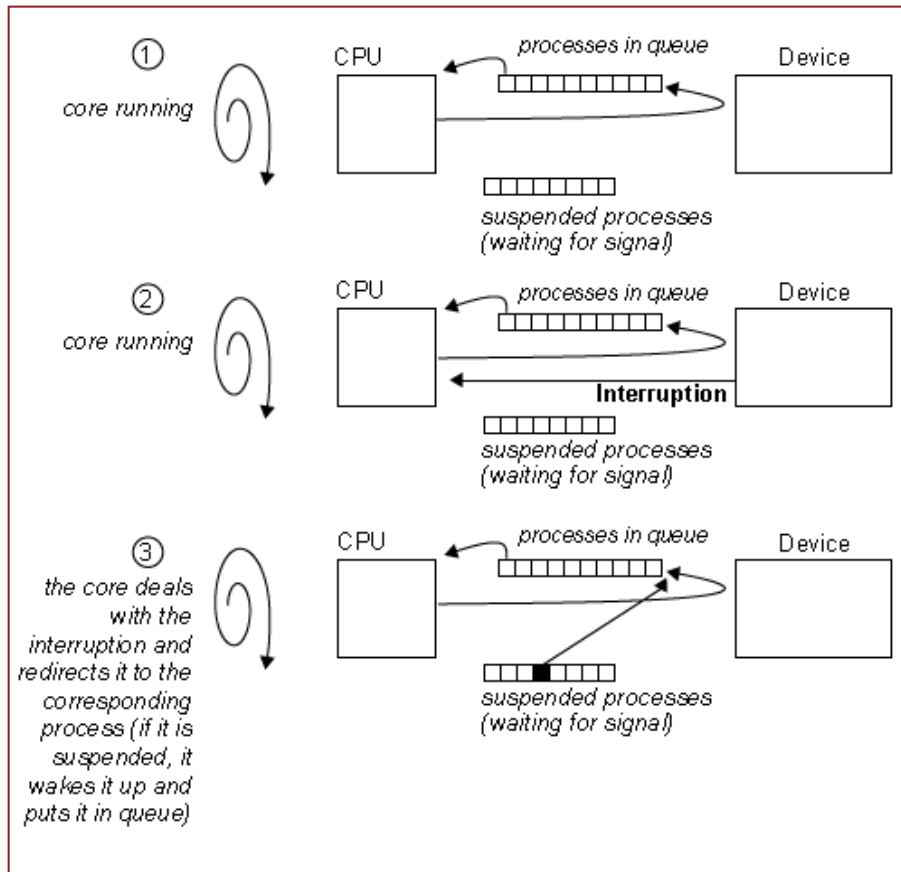 1
core running
CPU
processes in queue
Device
suspended processes
(waiting for signal)
2
core running
CPU
processes in queue
Device
Interruption
suspended processes
(waiting for signal)
3
the core deals
with the
interruption and
redirects it to the
corresponding
process (if it is
suspended, it
wakes it up and
puts it in queue)
CPU
processes in queue
Device
suspended processes
(waiting for signal)